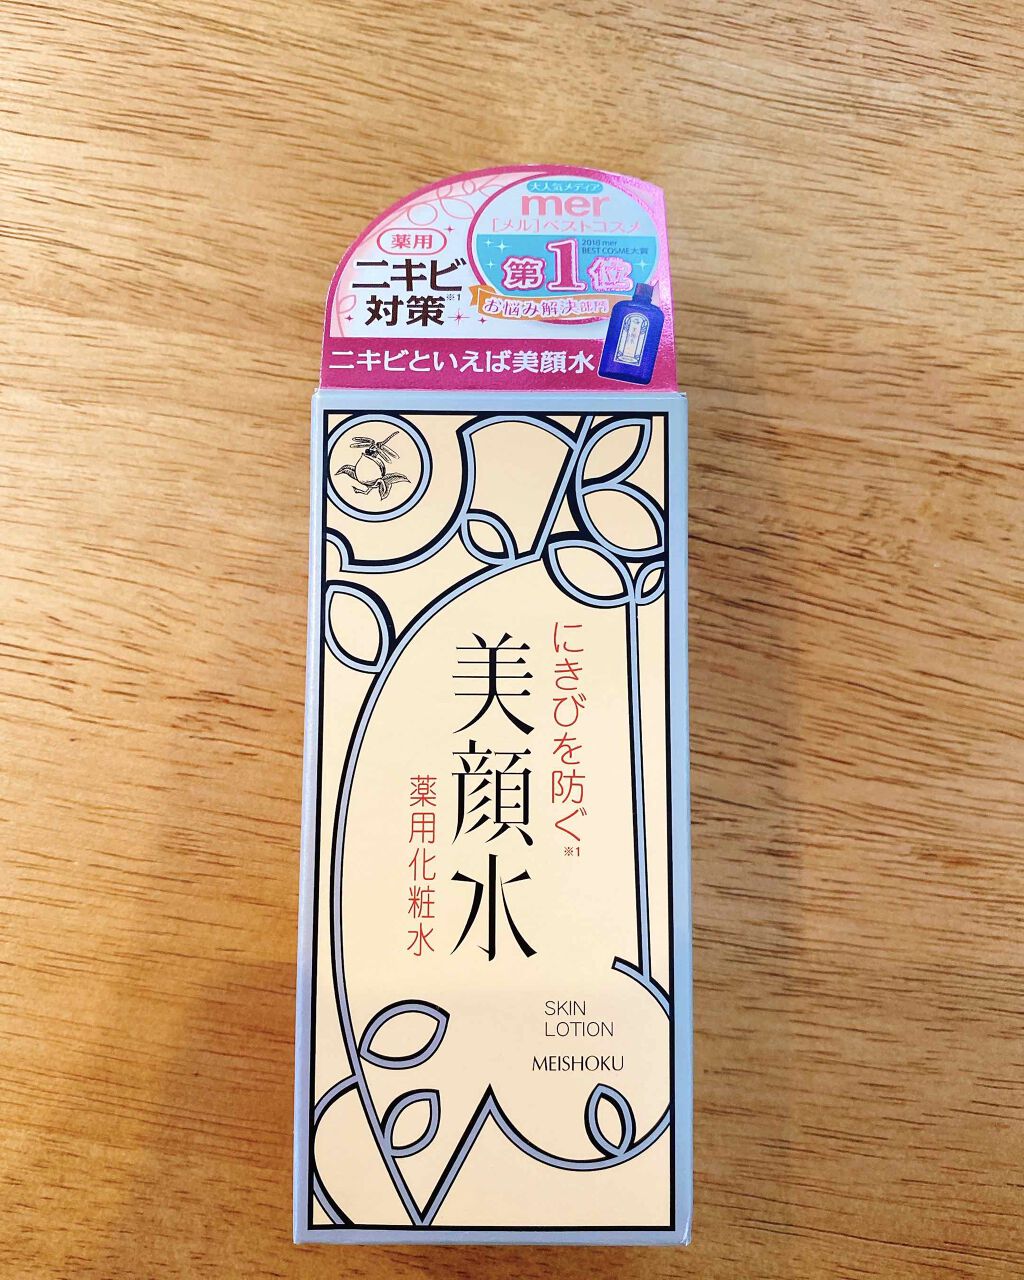 大人気メディア
mer
[メル]ベストコスメ
2018 mer
BEST COSME大賞
第1位
お悩み解決部門
薬用
ニキビ
対策※1
ニキビといえば美顔水
にきびを防ぐ※1
美顔水
薬用化粧水
SKIN
LOTION
MEISHOKU